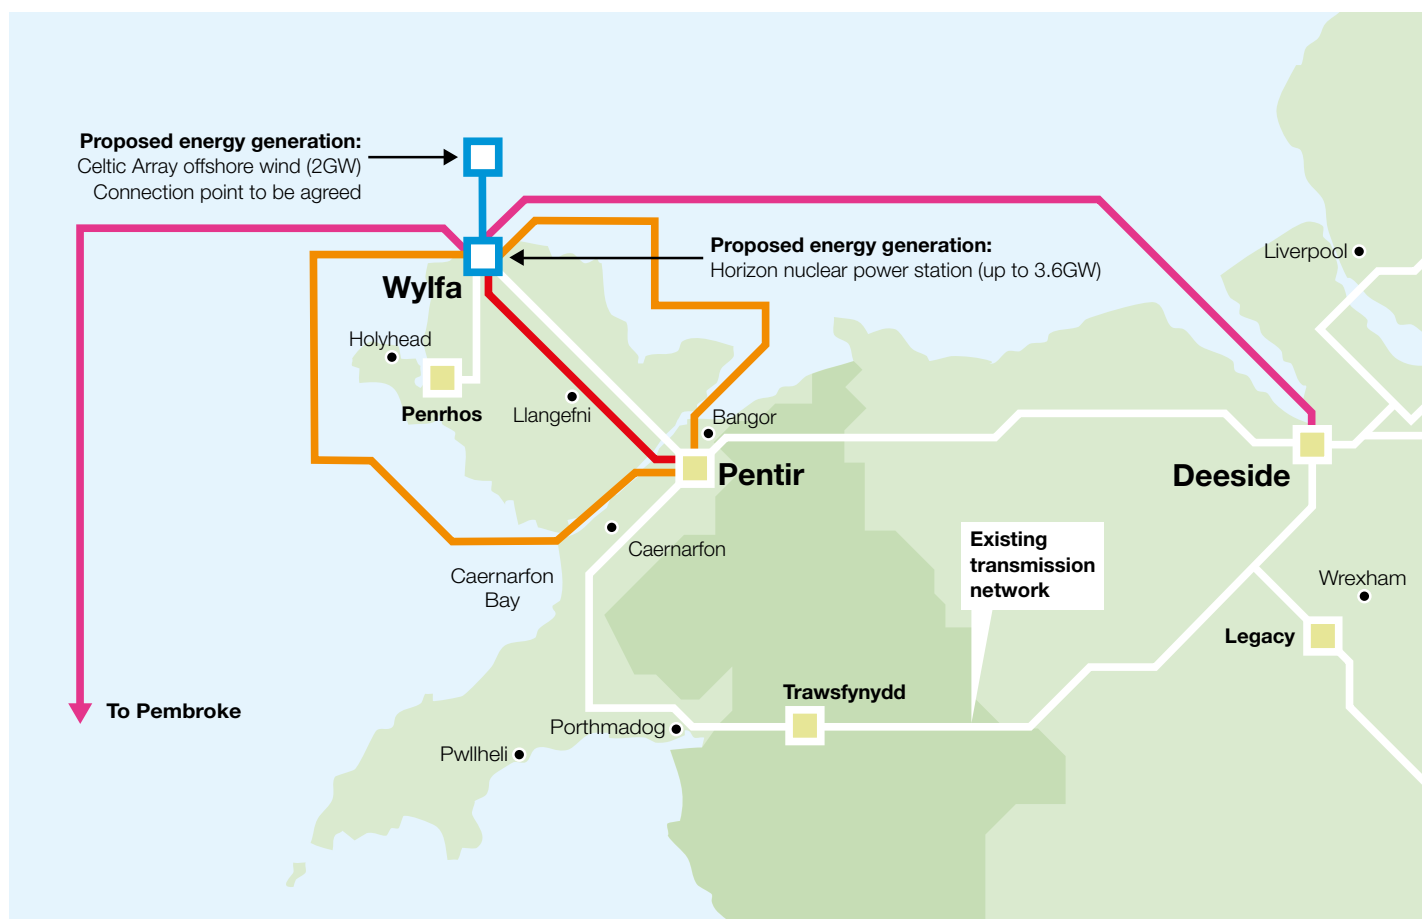 Proposed energy generation:
Celtic Array offshore wind (2GW)
Connection point to be agreed
Proposed energy generation:
Horizon nuclear power station (up to 3.6GW)
Liverpool
Wylfa
Holyhead
Penrhos
Llangefni
Bangor
Pentir
Deeside
Caernarfon
Existing
transmission
network
Caernarfon
Bay
Wrexham
Legacy
Trawsfynydd
To Pembroke
Porthmadog
Pwllheli